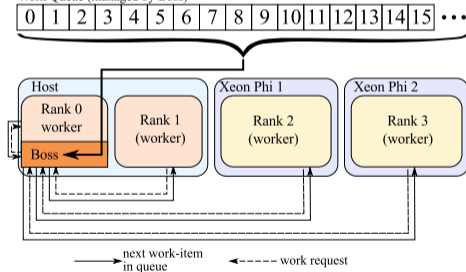 0 1 2 3 4 5 6 7 8 9 10 11 12 13 14 15
Host
Xeon Phi 1
Xeon Phi 2
Rank 0
worker
Boss
Rank 1
(worker)
Rank 2
(worker)
Rank 3
(worker)
next work-item
in queue
work request